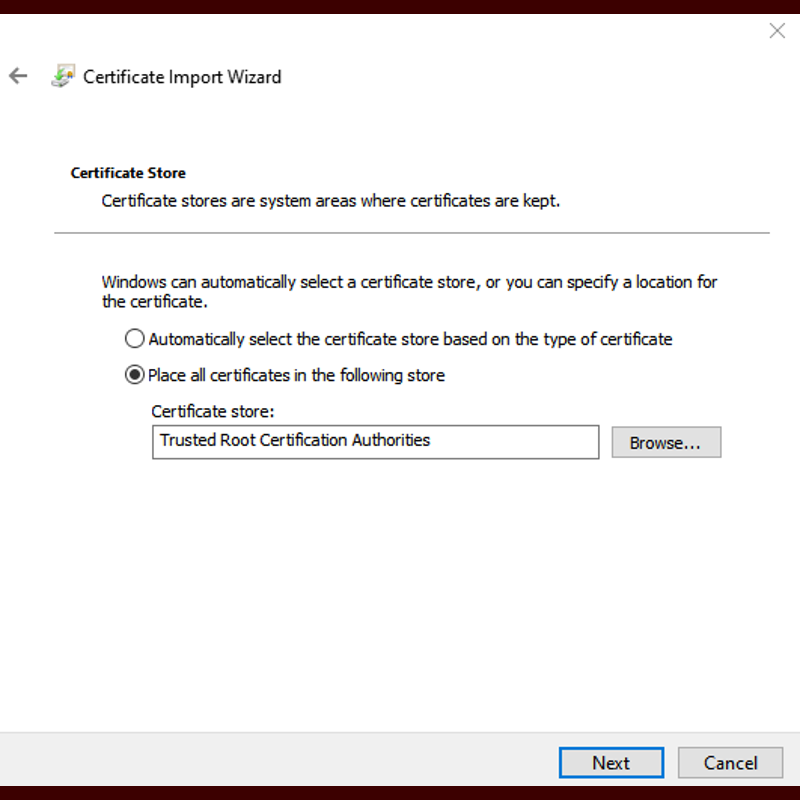 Certificate Import Wizard
Certificate Store
Certificate stores are system areas where certificates are kept.
Windows can automatically select a certificate store, or you can specify a location for
the certificate.
Automatically select the certificate store based on the type of certificate
Place all certificates in the following store
Certificate store:
Trusted Root Certification Authorities
Browse...
Next
Cancel